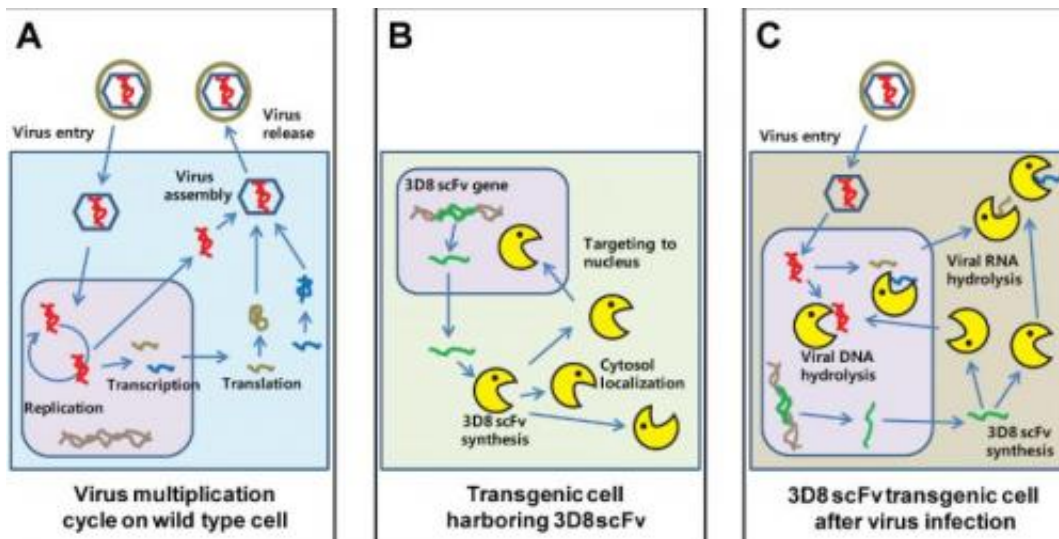 A
Virus entry
Virus
release
Virus
assembly
Transcription
Translation
Replication
Virus multiplication
cycle on wild type cell
B
3D8 scFv gene
Targeting to
nucleus
Cytosol
localization
3D8 scFv
synthesis
Transgenic cell
harboring 3D8scFv
C
Virus entry
Viral RNA
hydrolysis
Viral DNA
hydrolysis
3D8 scFv
synthesis
3D8 scFv transgenic cell
after virus infection